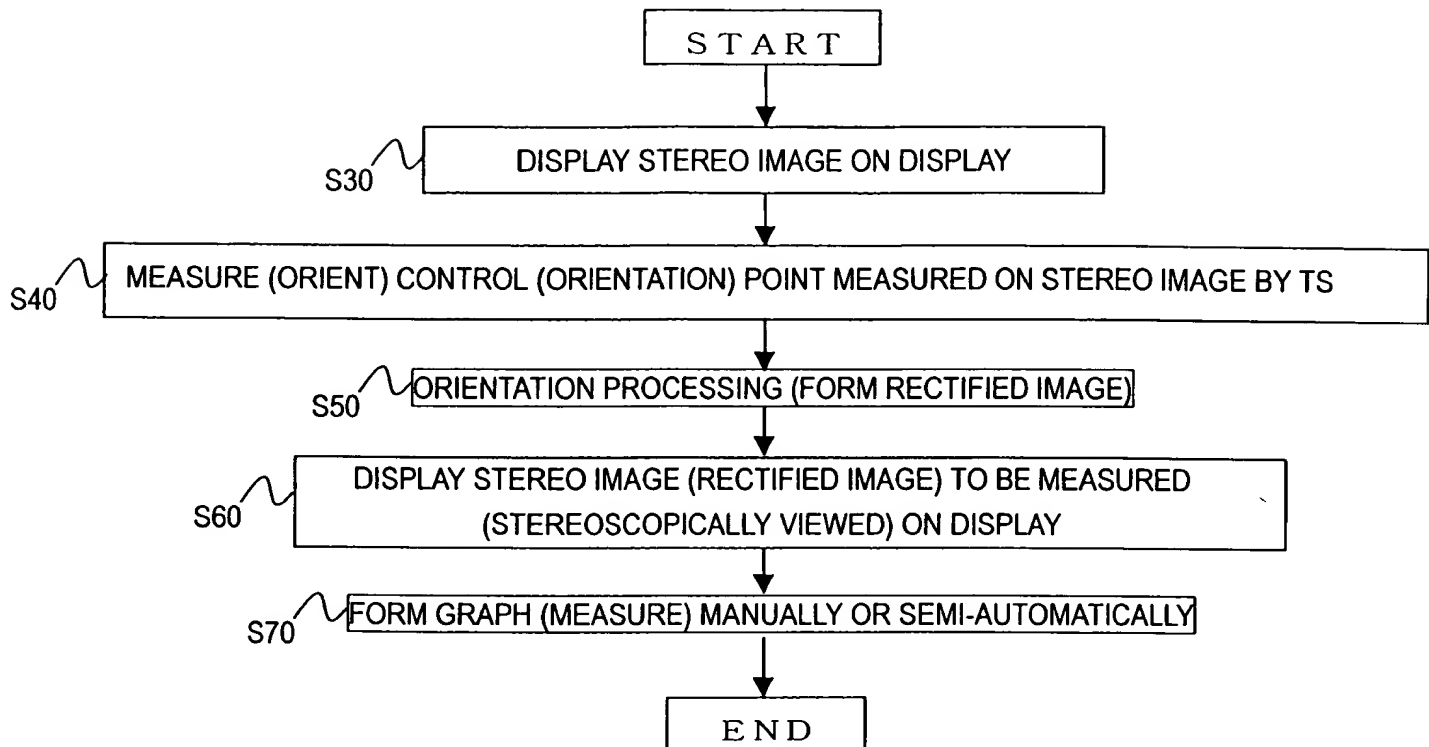 START
S30
DISPLAY STEREO IMAGE ON DISPLAY
S40
MEASURE (ORIENT) CONTROL (ORIENTATION) POINT MEASURED ON STEREO IMAGE BY TS
S50
ORIENTATION PROCESSING (FORM RECTIFIED IMAGE)
S60
DISPLAY STEREO IMAGE (RECTIFIED IMAGE) TO BE MEASURED
(STEREOSCOPICALLY VIEWED) ON DISPLAY
S70
FORM GRAPH (MEASURE) MANUALLY OR SEMI-AUTOMATICALLY
END